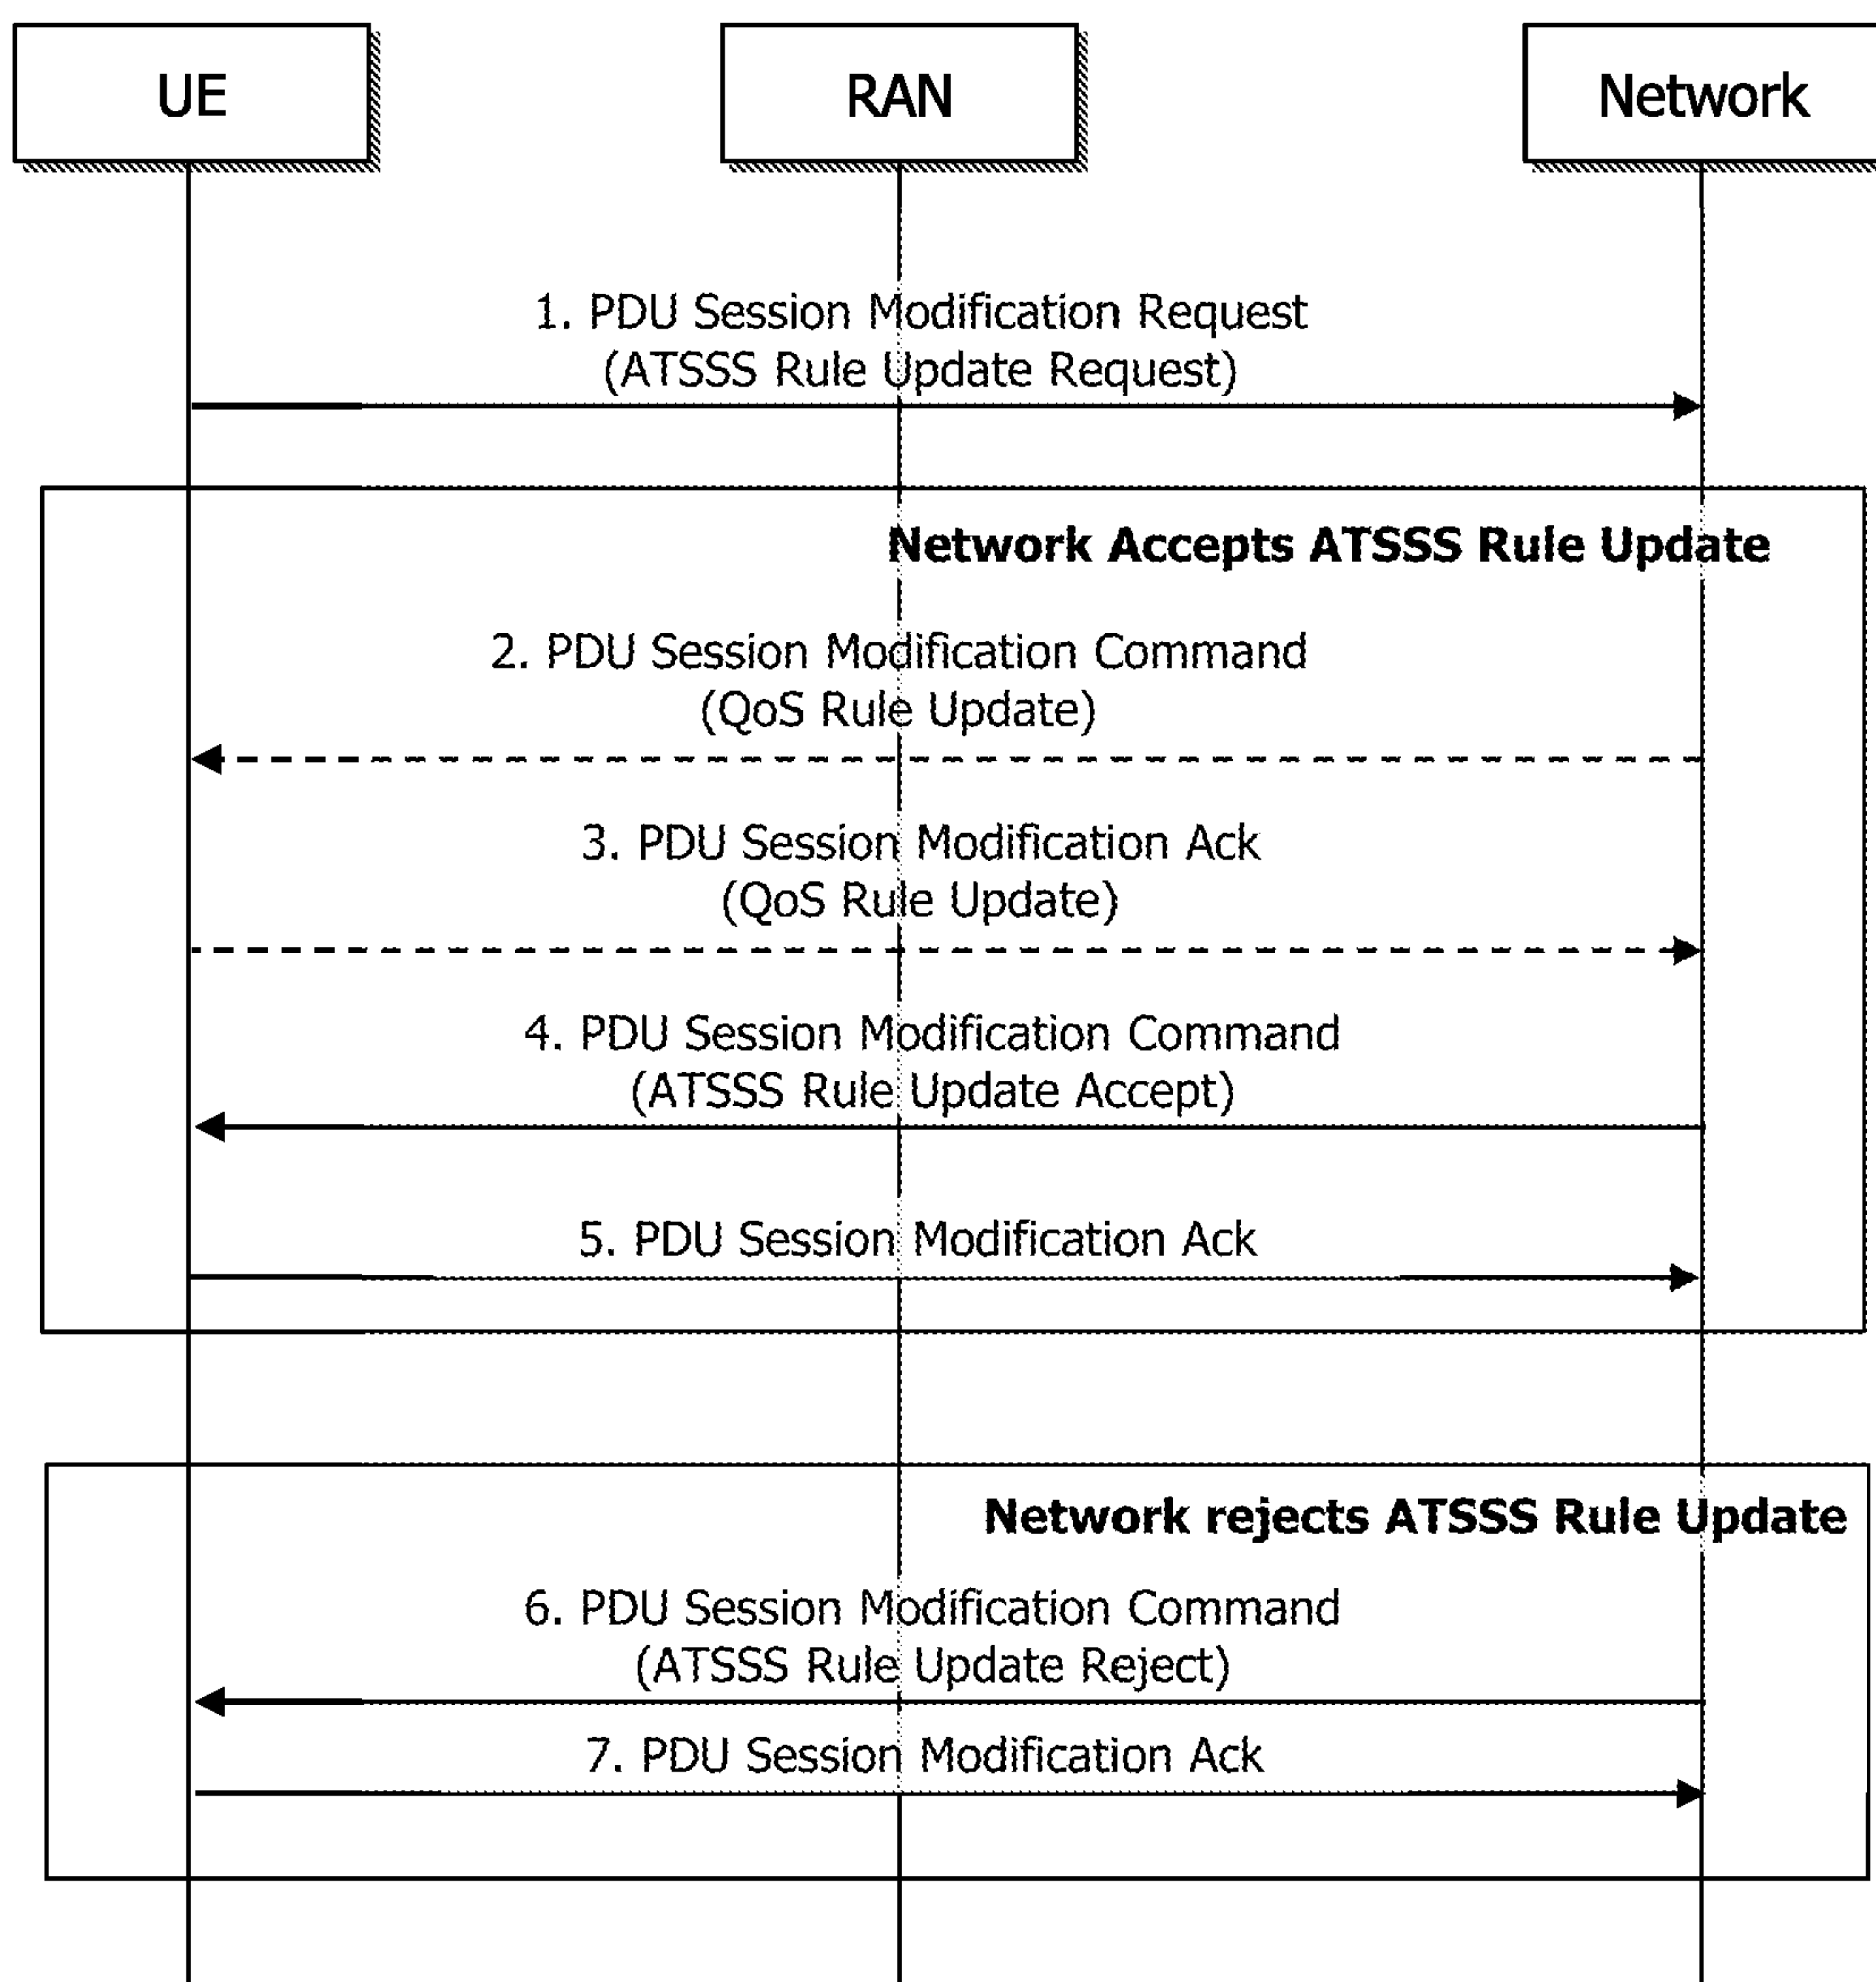 UE
RAN
Network
1. PDU Session Modification Request
(ATSSS Rule Update Request)
Network Accepts ATSSS Rule Update
2. PDU Session Modification Command
(QoS Rule Update)
3. PDU Session Modification Ack
(QoS Rule Update)
4. PDU Session Modification Command
(ATSSS Rule Update Accept)
5. PDU Session Modification Ack
Network rejects ATSSS Rule Update
6. PDU Session Modification Command
(ATSSS Rule Update Reject)
7. PDU Session Modification Ack